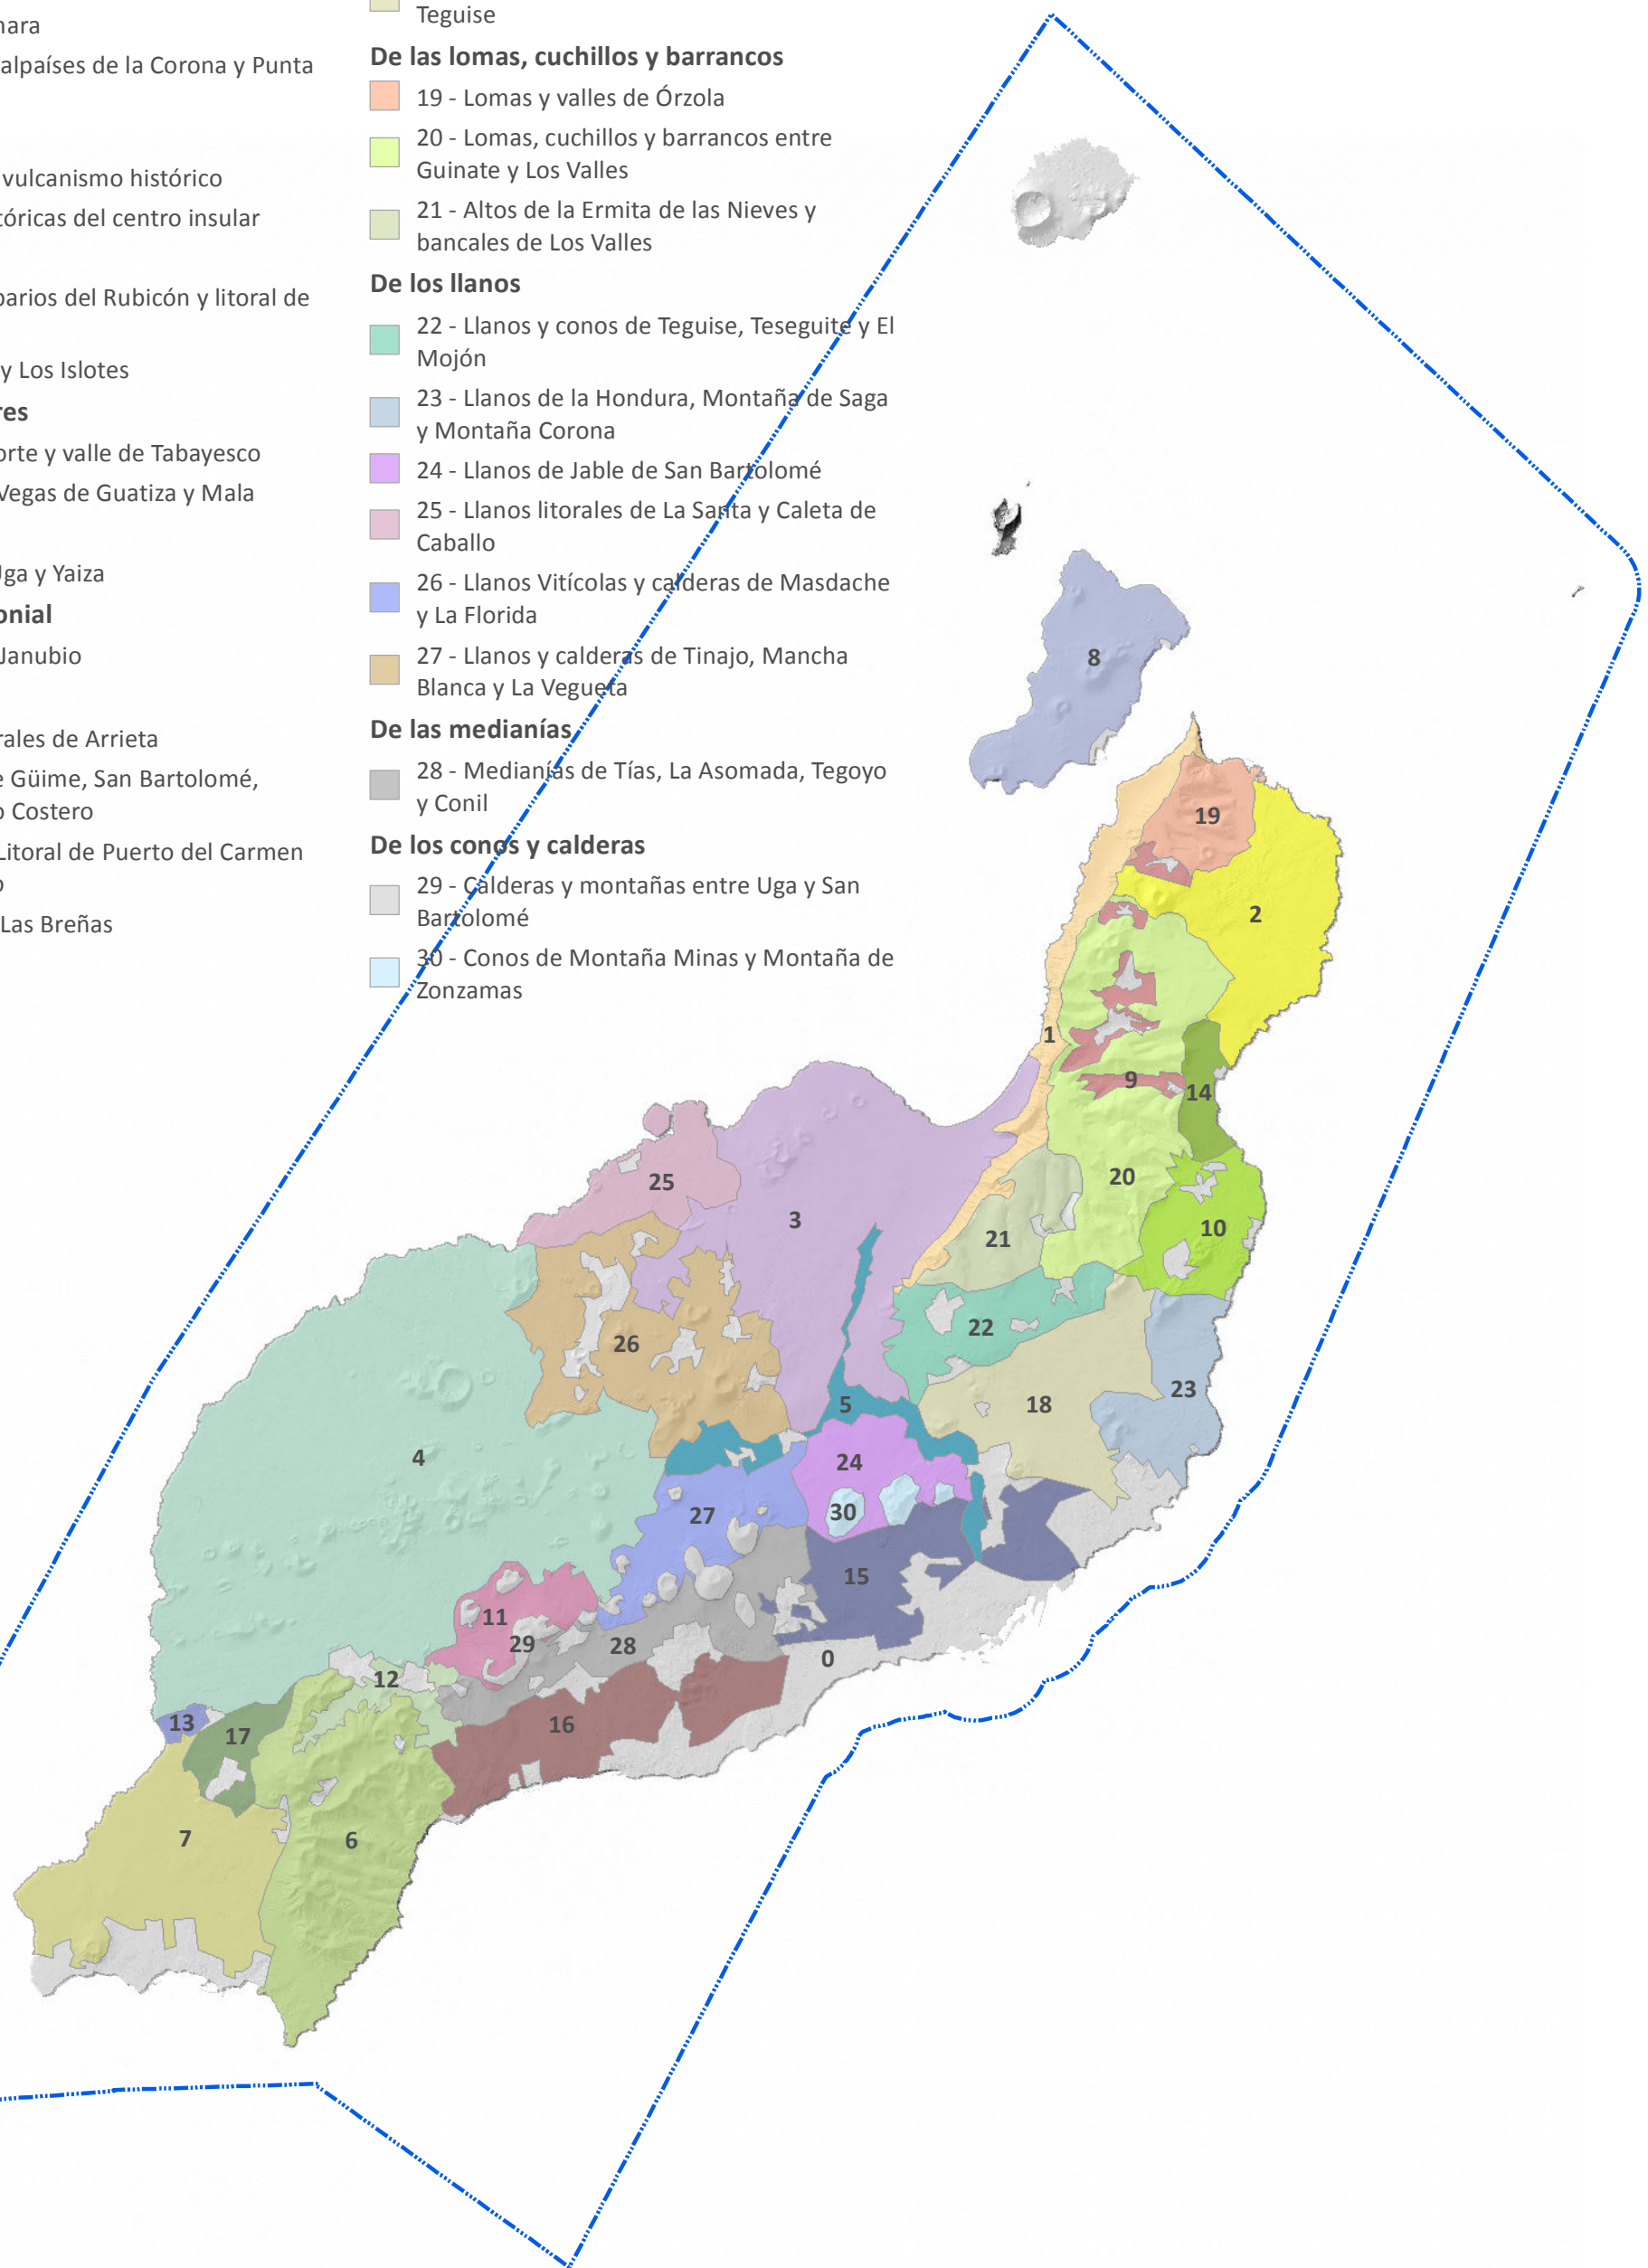 nara
alpaíses de la Corona y Punta
vulcanismo histórico
tóricas del centro insular
parios del Rubicón y litoral de
y Los Islotes
res
orte y valle de Tabayesco
Vegas de Guatiza y Mala
Uga y Yaiza
onial
Janubio
rales de Arrieta
e Güime, San Bartolomé,
o Costero
Litoral de Puerto del Carmen
o
Las Breñas
Teguise
De las lomas, cuchillos y barrancos
19 - Lomas y valles de Órzola
20 - Lomas, cuchillos y barrancos entre
Guinate y Los Valles
21 - Altos de la Ermita de las Nieves y
bancales de Los Valles
De los llanos
22 - Llanos y conos de Teguise, Teseguite y El
Mojón
23 - Llanos de la Hondura, Montaña de Saga
y Montaña Corona
24 - Llanos de Jable de San Bartolomé
25 - Llanos litorales de La Santa y Caleta de
Caballo
26 - Llanos Vitícolas y calderas de Masdache
y La Florida
27 - Llanos y calderas de Tinajo, Mancha
Blanca y La Vegueta
De las medianías
28 - Medianías de Tías, La Asomada, Tegoyo
y Conil
De los conos y calderas
29 - Calderas y montañas entre Uga y San
Bartolomé
30 - Conos de Montaña Minas y Montaña de
Zonzamas
8
19
2
1
9
14
20
25
3
21
10
22
26
23
18
5
4
24
30
27
15
11
29
28
0
12
13
17
16
7
6